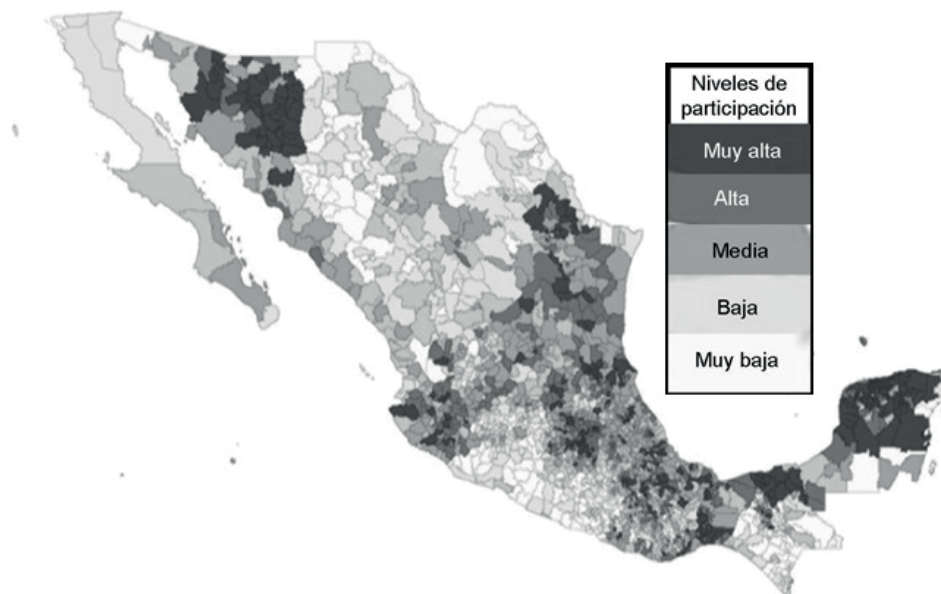 Niveles de
participación
Muy alta
Alta
Media
Baja
Muy baja